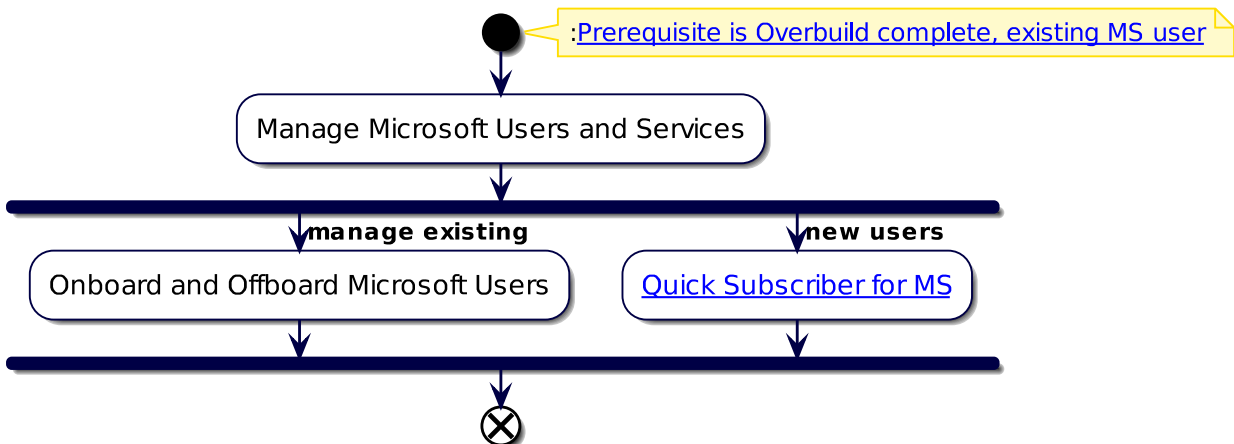 :Prerequisite is Overbuild complete, existing MS user
Manage Microsoft Users and Services
manage existing
new users
Onboard and Offboard Microsoft Users
Quick Subscriber for MS